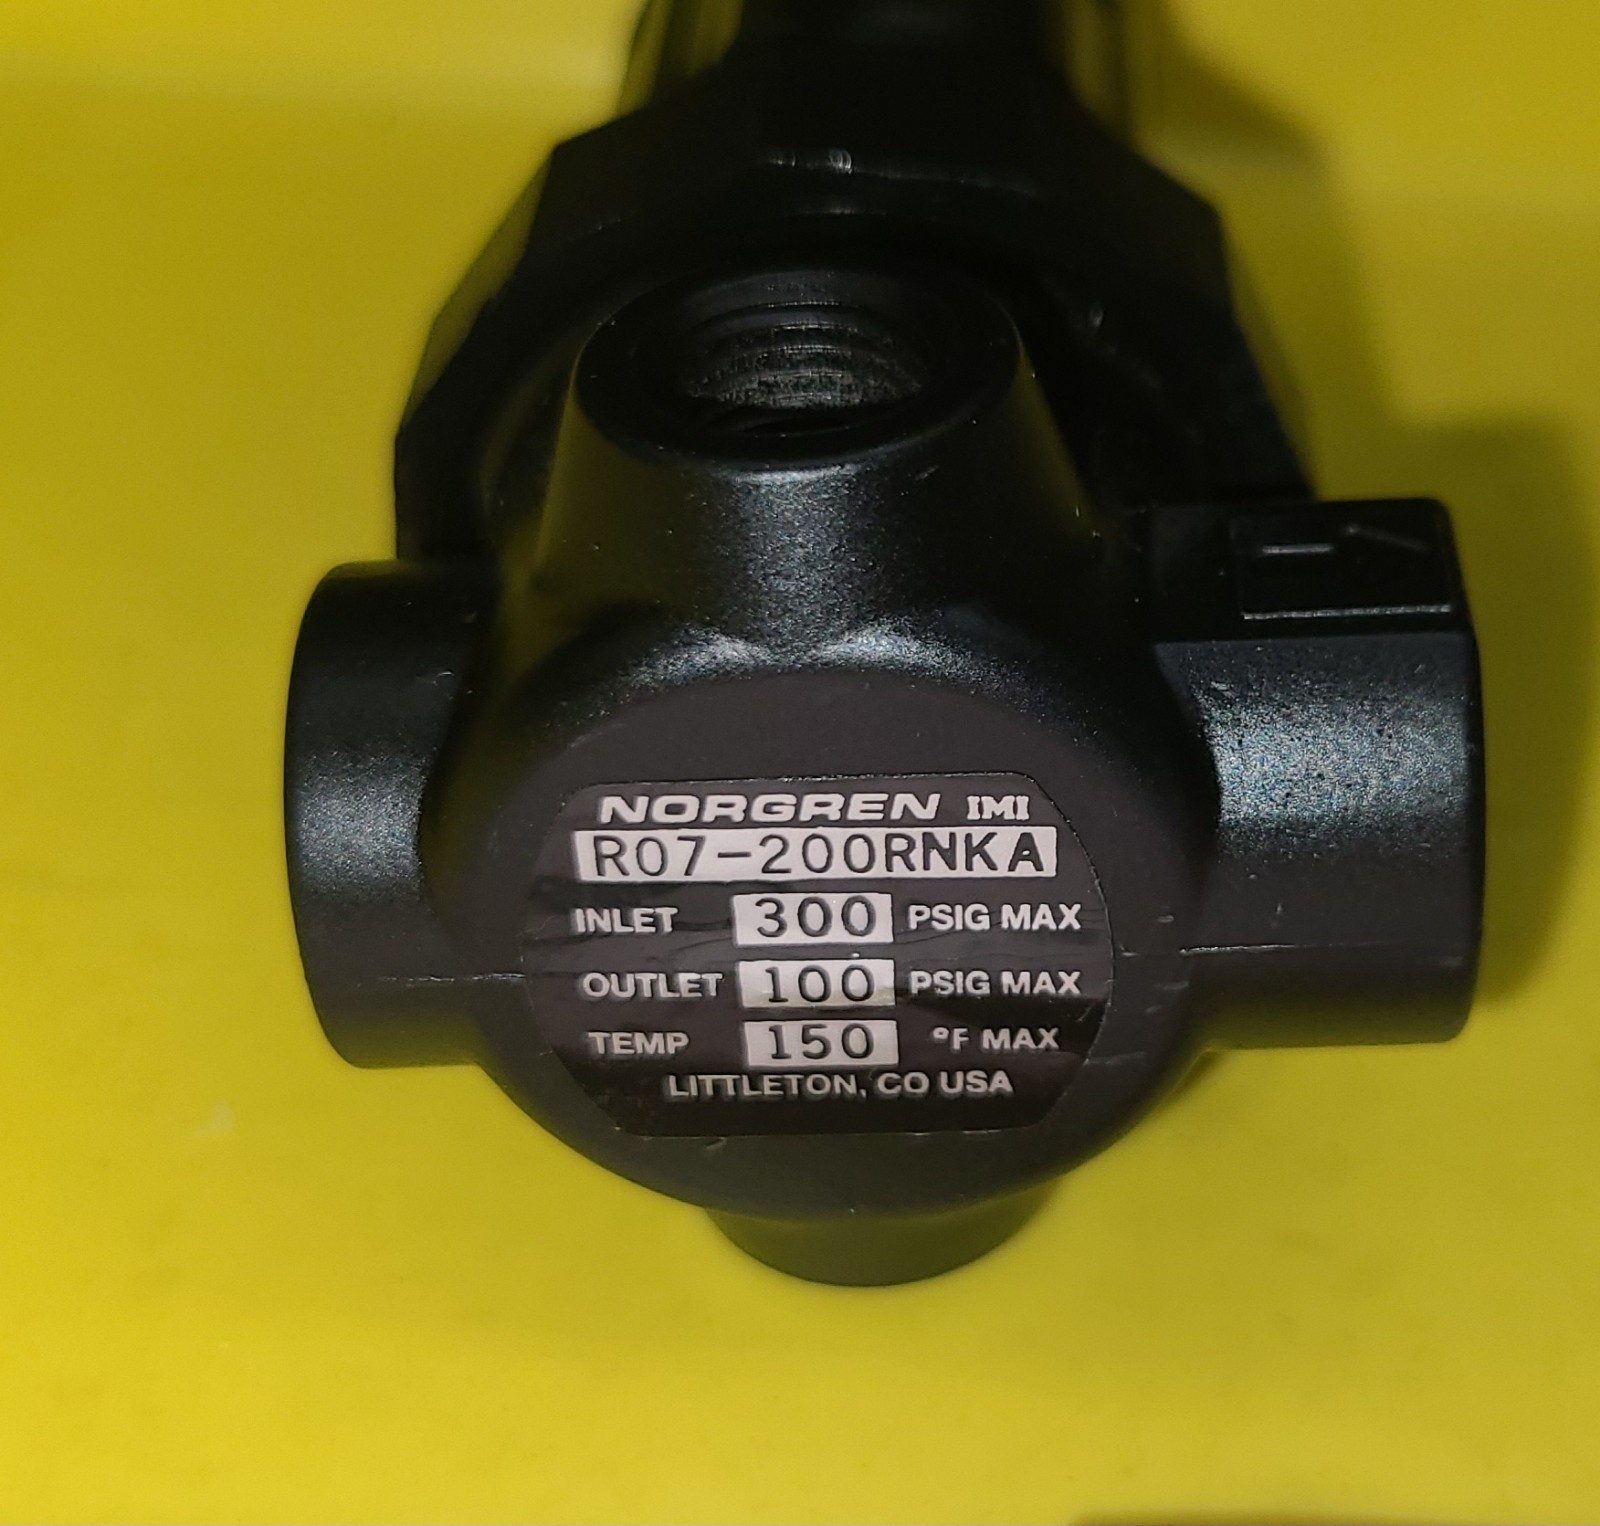 NORGREN IMI
R07-200RNKA
INLET 300 PSIG MAX
OUTLET 100 PSIG MAX
TEMP 150 °F MAX
LITTLETON, CO USA